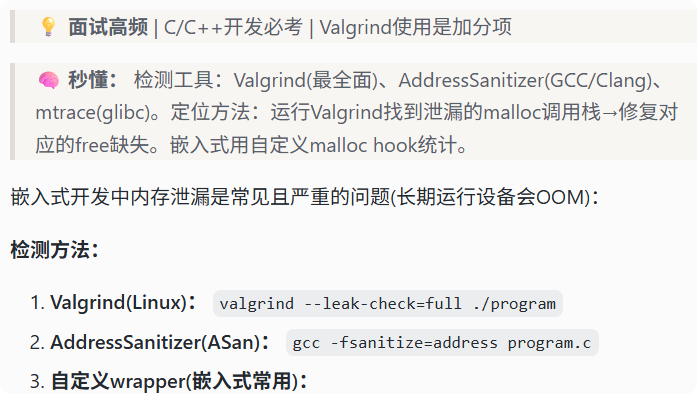 💡 面试高频 | C/C++开发必考 | Valgrind使用是加分项
🧠 秒懂： 检测工具：Valgrind(最全面)、AddressSanitizer(GCC/Clang)、
mtrace(glibc)。定位方法：运行Valgrind找到泄漏的malloc调用栈→修复对
应的free缺失。嵌入式用自定义malloc hook统计。
嵌入式开发中内存泄漏是常见且严重的问题(长期运行设备会OOM)：
检测方法：
1. Valgrind(Linux)： valgrind --leak-check=full ./program
2. AddressSanitizer(ASan)： gcc -fsanitize=address program.c
3. 自定义wrapper(嵌入式常用)：